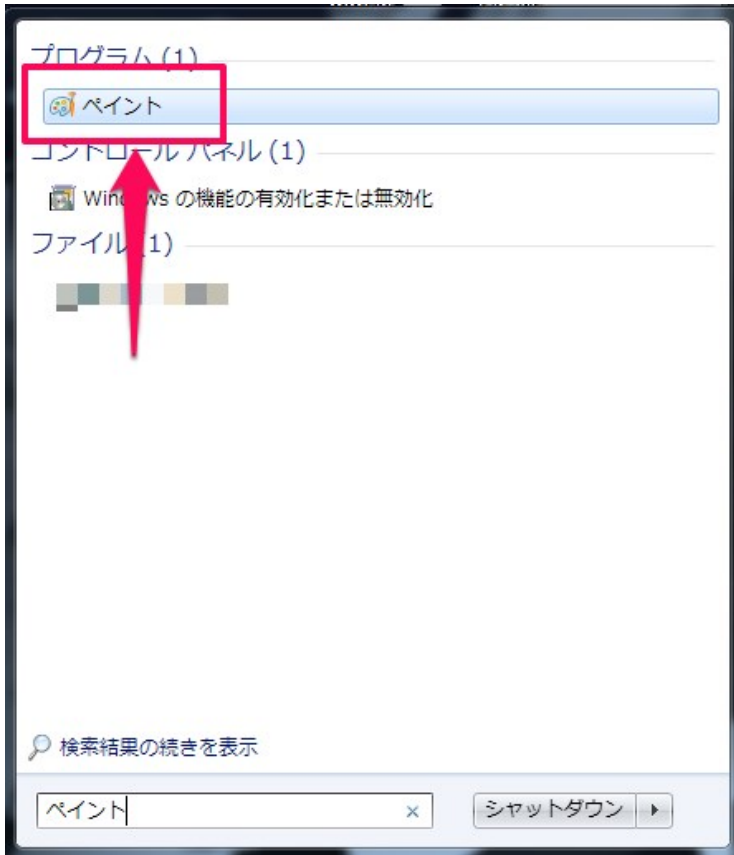 プログラム (1)
ペイント
コントロール パネル (1)
Windows の機能の有効化または無効化
ファイル (1)
検索結果の続きを表示
ペイント
シャットダウン